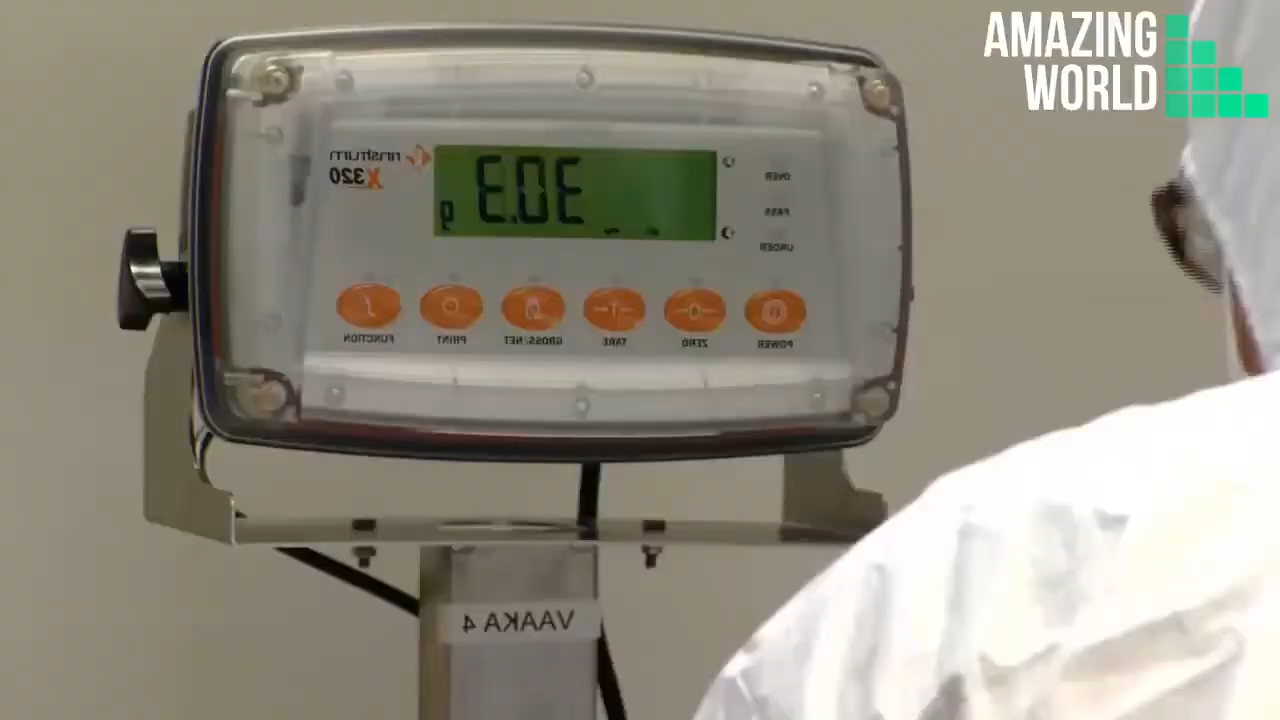 AMAZING
WORLD
rinstrum
X320
30.3 g
OVER
PASS
UNDER
POWER ZERO TARE GROSS/NET PRINT FUNCTION
VAAKA 4